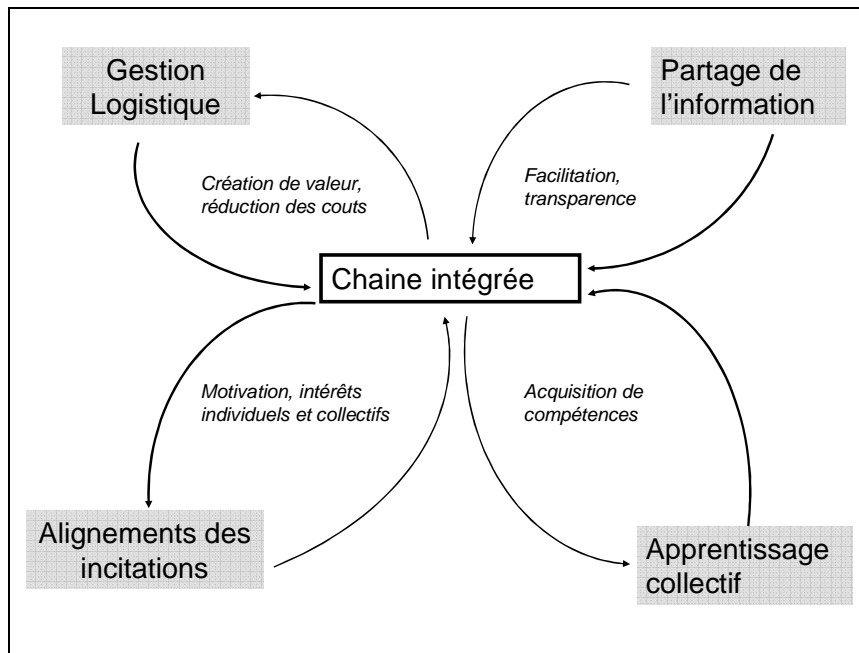 Gestion
Logistique
Partage de
l'information
Création de valeur,
réduction des couts
Facilitation,
transparence
Chaine intégrée
Motivation, intérêts
individuels et collectifs
Acquisition de
compétences
Alignements des
incitations
Apprentissage
collectif